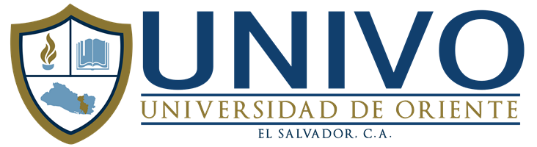 UNIVO
UNIVERSIDAD DE ORIENTE
EL SALVADOR. C.A.